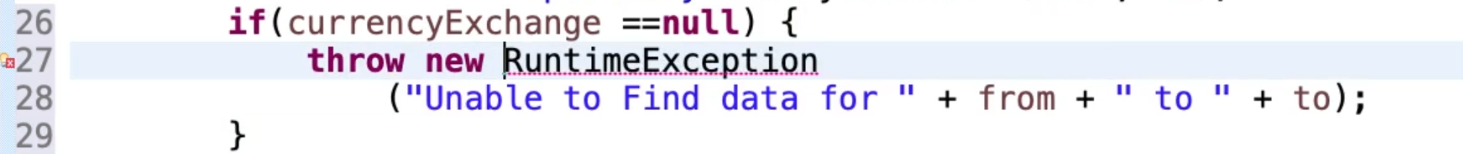 26 if(currencyExchange ==null) {
27 throw new RuntimeException
28 ("Unable to Find data for " + from + " to " + to);
29 }